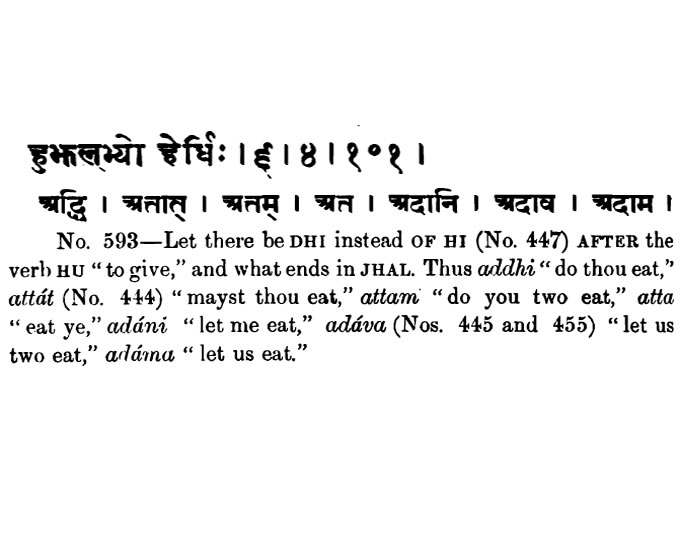 हुझल्भ्यो हेर्धिः । ६ । ४ । १०१ ।
अद्धि । अत्तात् । अत्तम् । अत्त । अदानि । अदाव । अदाम ।
No. 593—Let there be DHI instead OF HI (No. 447) AFTER the
verb HU “to give,” and what ends in JHAL. Thus addhi “do thou eat,”
attát (No. 444) “mayst thou eat,” attam “do you two eat,” atta
“eat ye,” adáni “let me eat,” adáva (Nos. 445 and 455) “let us
two eat,” adáma “let us eat.”